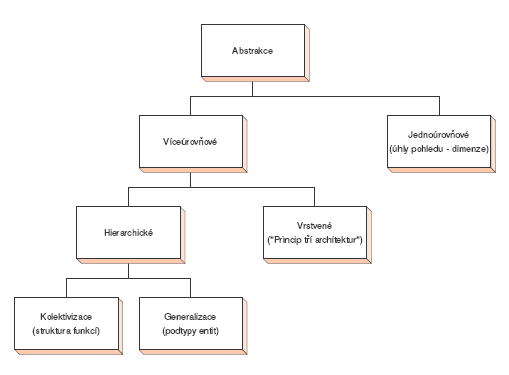 Abstrakce
Víceúrovňové
Jednoúrovňové
(úhly pohledu - dimenze)
Hierarchické
Vrstvené
("Princip tří architektur")
Kolektivizace
(struktura funkcí)
Generalizace
(podtypy entit)